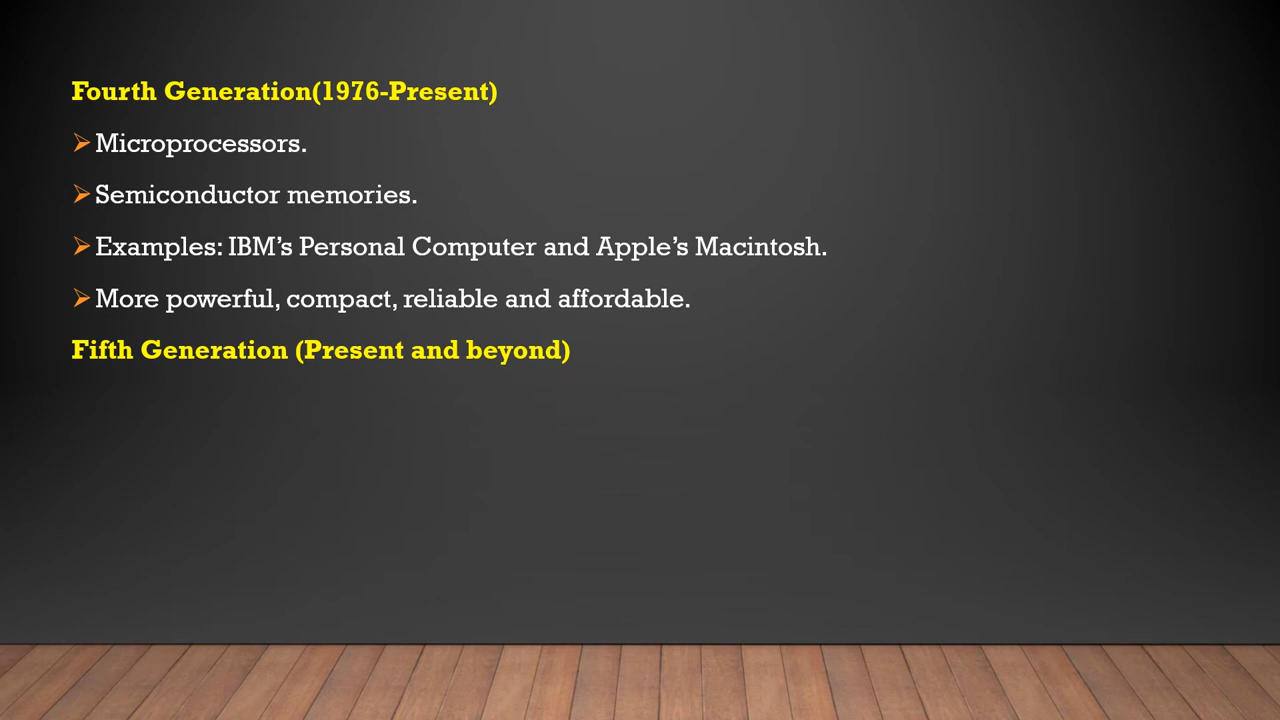 Fourth Generation(1976-Present)
Microprocessors.
Semiconductor memories.
Examples: IBM’s Personal Computer and Apple’s Macintosh.
More powerful, compact, reliable and affordable.
Fifth Generation (Present and beyond)